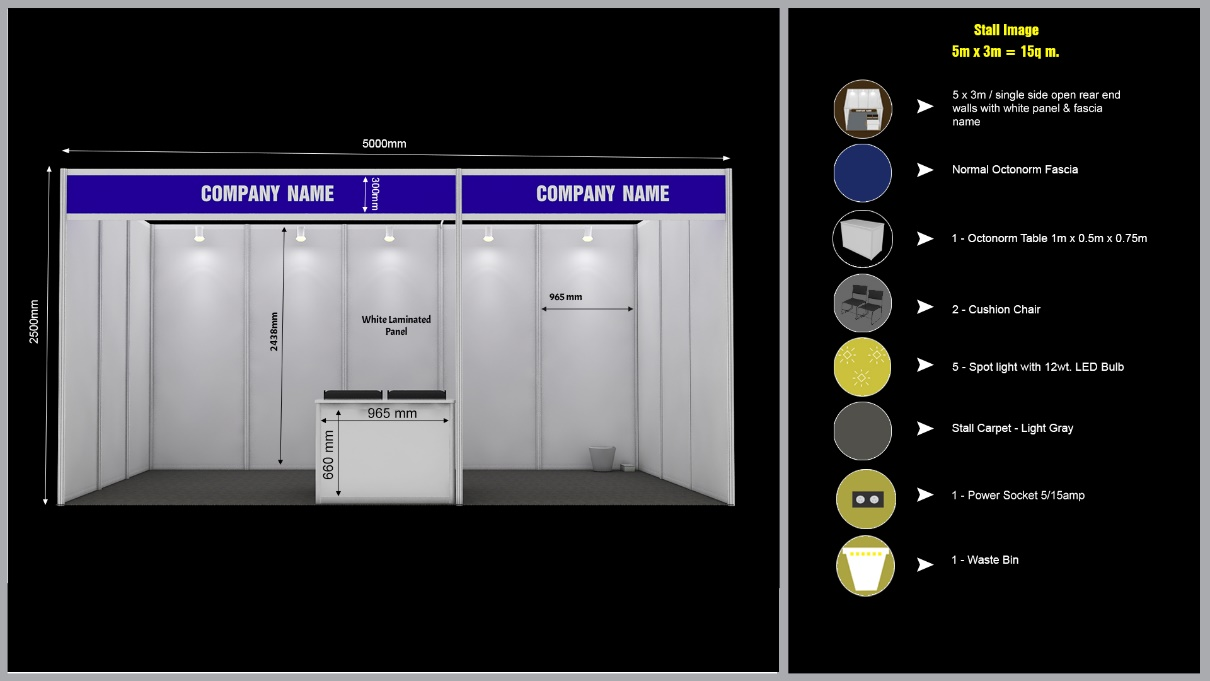 5000mm
COMPANY NAME
300mm
COMPANY NAME
2500mm
2438mm
965 mm
White Laminated
Panel
965 mm
660 mm
Stall Image
5m x 3m = 15q m.
5 x 3m / single side open rear end
walls with white panel & fascia
name
Normal Octonorm Fascia
1 - Octonorm Table 1m x 0.5m x 0.75m
2 - Cushion Chair
5 - Spot light with 12wt. LED Bulb
Stall Carpet - Light Gray
1 - Power Socket 5/15amp
1 - Waste Bin